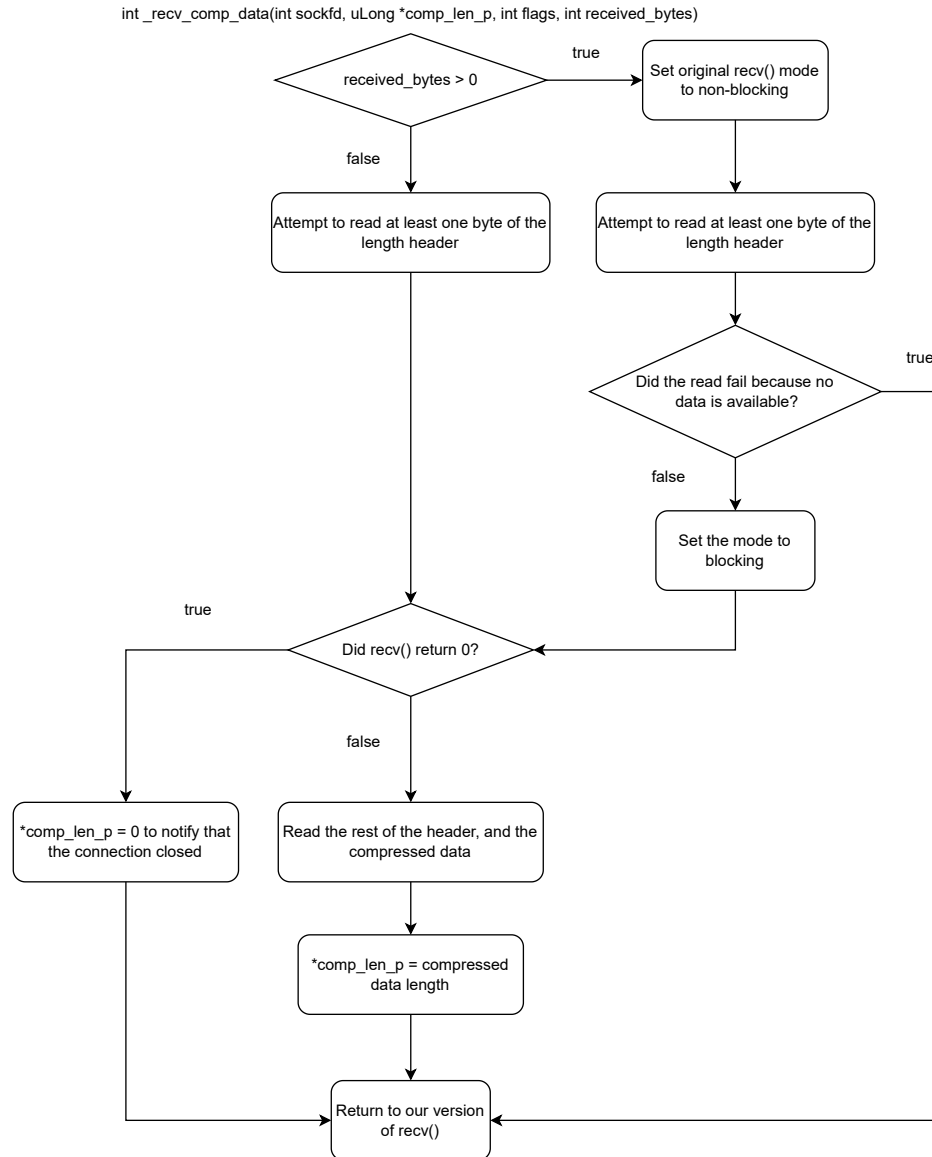 int _recv_comp_data(int sockfd, uLong *comp_len_p, int flags, int received_bytes)
true
received_bytes > 0
Set original recv() mode
to non-blocking
false
Attempt to read at least one byte of the
length header
Attempt to read at least one byte of the
length header
true
Did the read fail because no
data is available?
false
Set the mode to
blocking
true
Did recv() return 0?
false
*comp_len_p = 0 to notify that
the connection closed
Read the rest of the header, and the
compressed data
*comp_len_p = compressed
data length
Return to our version
of recv()